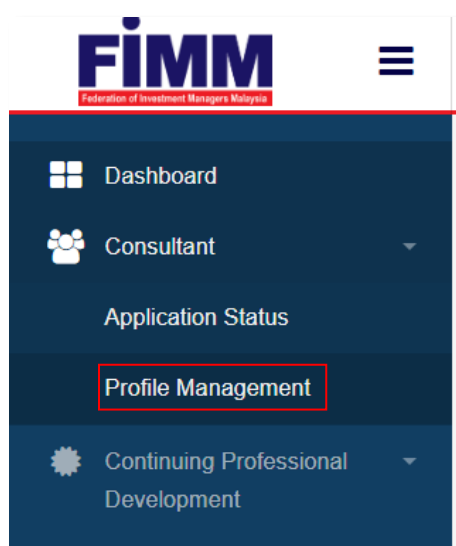 FiMM
Federation of Investment Managers Malaysia
Dashboard
Consultant
Application Status
Profile Management
Continuing Professional
Development